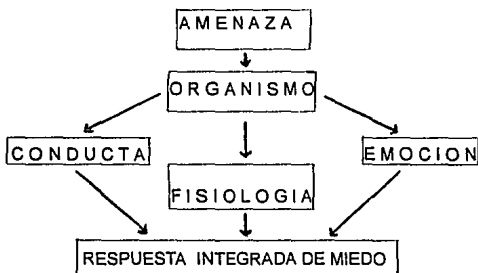 AMENAZA
ORGANISMO
CONDUCTA
EMOCION
FISIOLOGIA
RESPUESTA INTEGRADA DE MIEDO